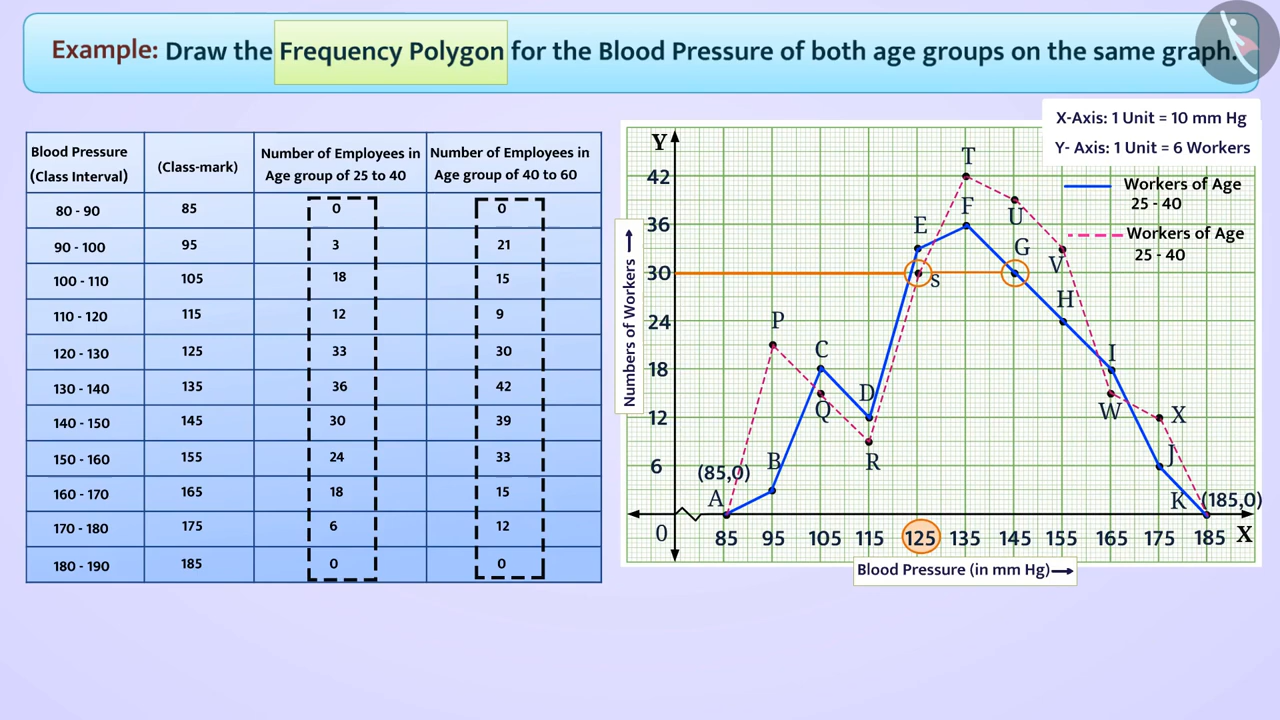 Example: Draw the Frequency Polygon for the Blood Pressure of both age groups on the same graph.
Blood Pressure (Class Interval) (Class-mark) Number of Employees in Age group of 25 to 40 Number of Employees in Age group of 40 to 60
80 - 90 85 0 0
90 - 100 95 3 21
100 - 110 105 18 15
110 - 120 115 12 9
120 - 130 125 33 30
130 - 140 135 36 42
140 - 150 145 30 39
150 - 160 155 24 33
160 - 170 165 18 15
170 - 180 175 6 12
180 - 190 185 0 0
X-Axis: 1 Unit = 10 mm Hg
Y- Axis: 1 Unit = 6 Workers
Workers of Age
25 - 40
Workers of Age
25 - 40
Y
42
36
30
24
18
12
6
0
Numbers of Workers
T
F
U
E
G
V
S
H
P
C
I
D
Q
W
X
R
B
J
(85,0)
A
K
(185,0)
85 95 105 115 125 135 145 155 165 175 185 X
Blood Pressure (in mm Hg)